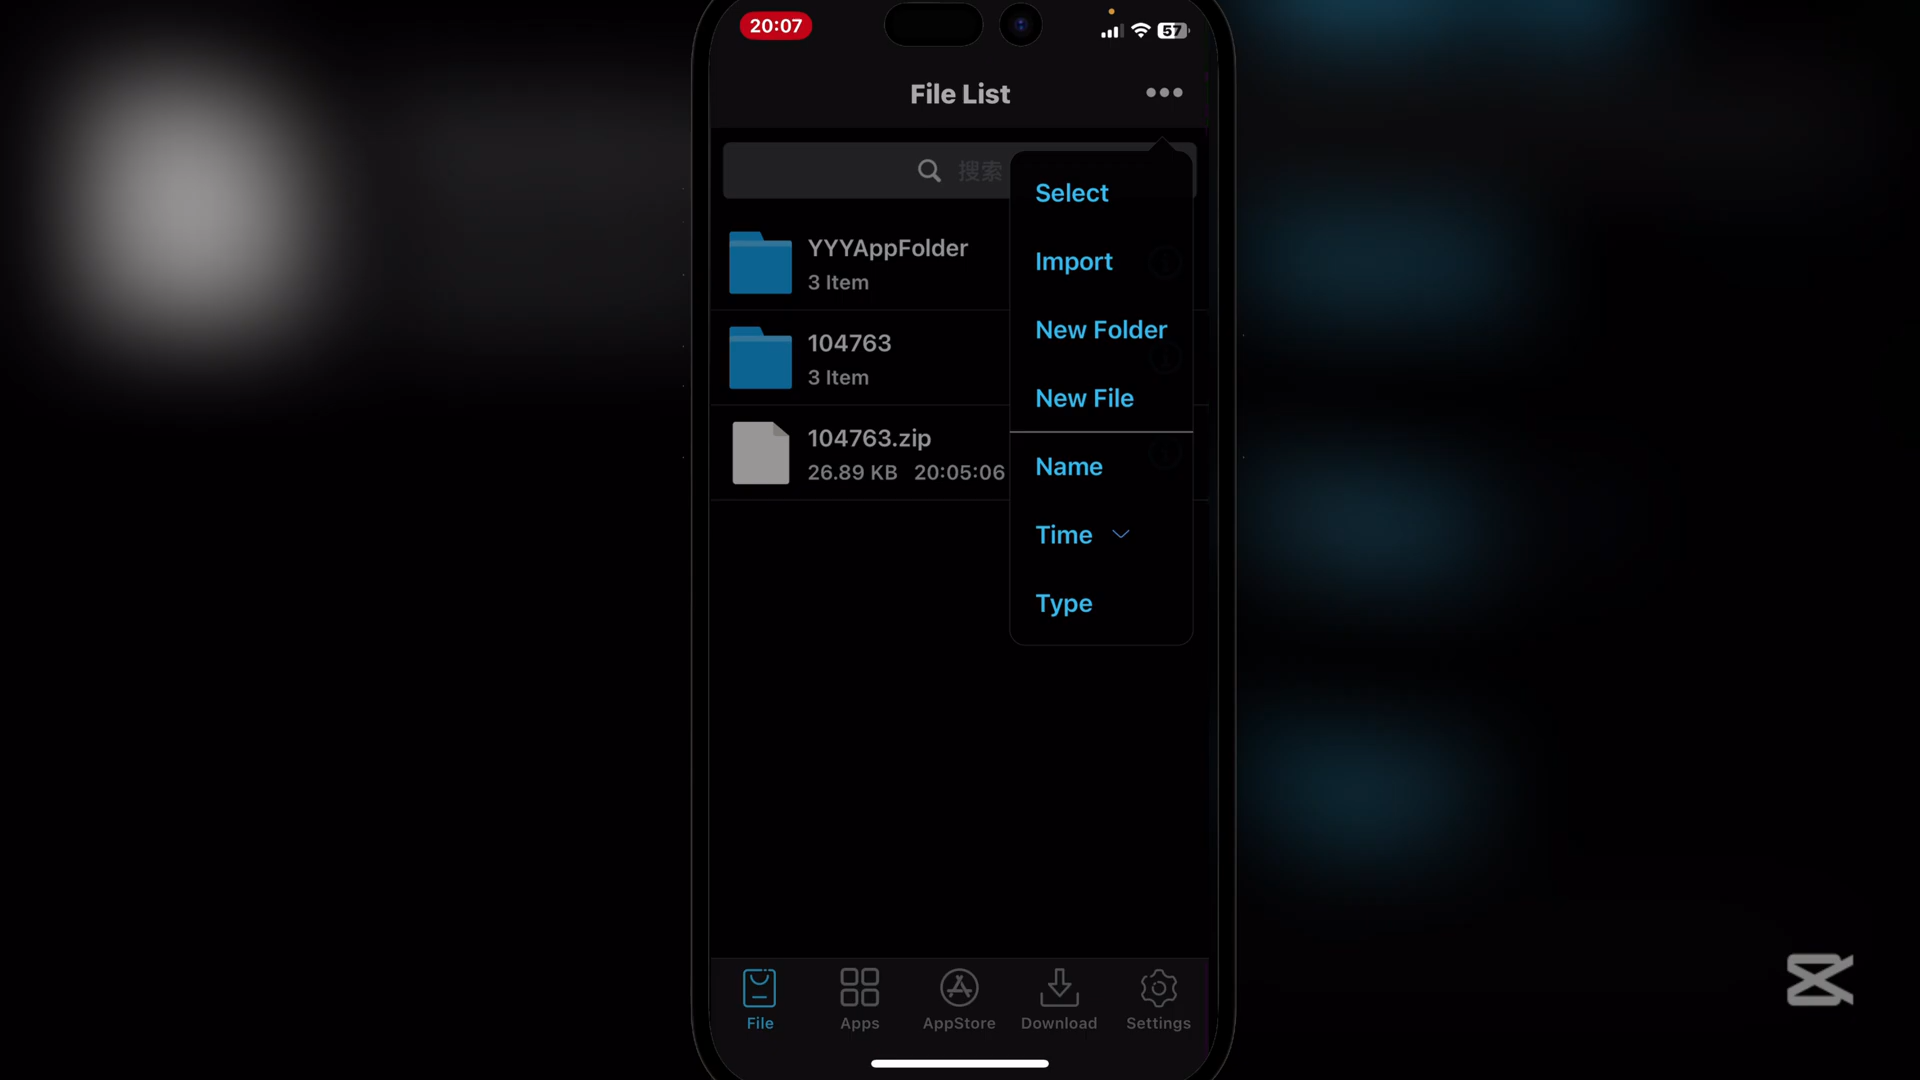 20:07
57
File List
搜索
Select
YYYAppFolder
3 Item
Import
New Folder
104763
3 Item
New File
104763.zip
26.89 KB 20:05:06
Name
Time
Type
File
Apps
AppStore
Download
Settings